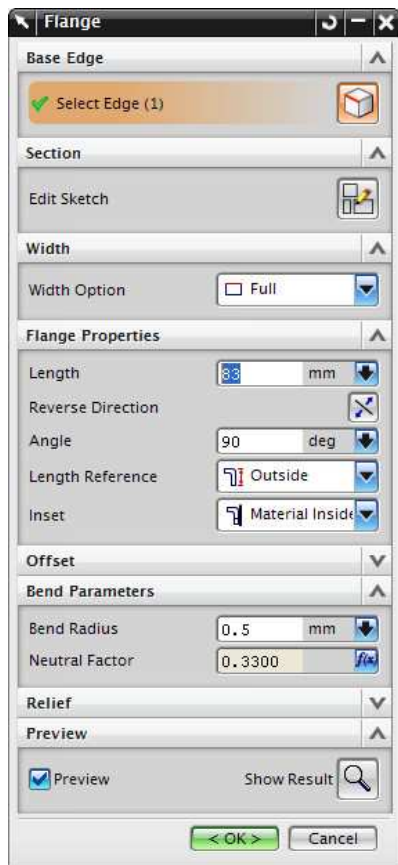 Flange
Base Edge
Select Edge (1)
Section
Edit Sketch
Width
Width Option Full
Flange Properties
Length 83 mm
Reverse Direction
Angle 90 deg
Length Reference Outside
Inset Material Inside
Offset
Bend Parameters
Bend Radius 0.5 mm
Neutral Factor 0.3300 f(x)
Relief
Preview
Preview Show Result
< OK > Cancel